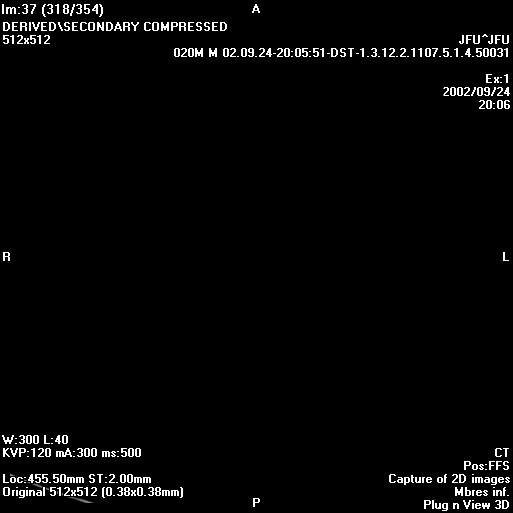 Im:37 (318/354)
A
DERIVED\SECONDARY COMPRESSED
512x512
JFU^JFU
020M M 02.09.24-20:05:51-DST-1.3.12.2.1107.5.1.4.50031
Ex:1
2002/09/24
20:06
R
L
W:300 L:40
KVP:120 mA:300 ms:500
CT
Pos:FFS
Loc:455.50mm ST:2.00mm
Capture of 2D images
Original 512x512 (0.38x0.38mm)
Mbres inf.
P
Plug n View 3D